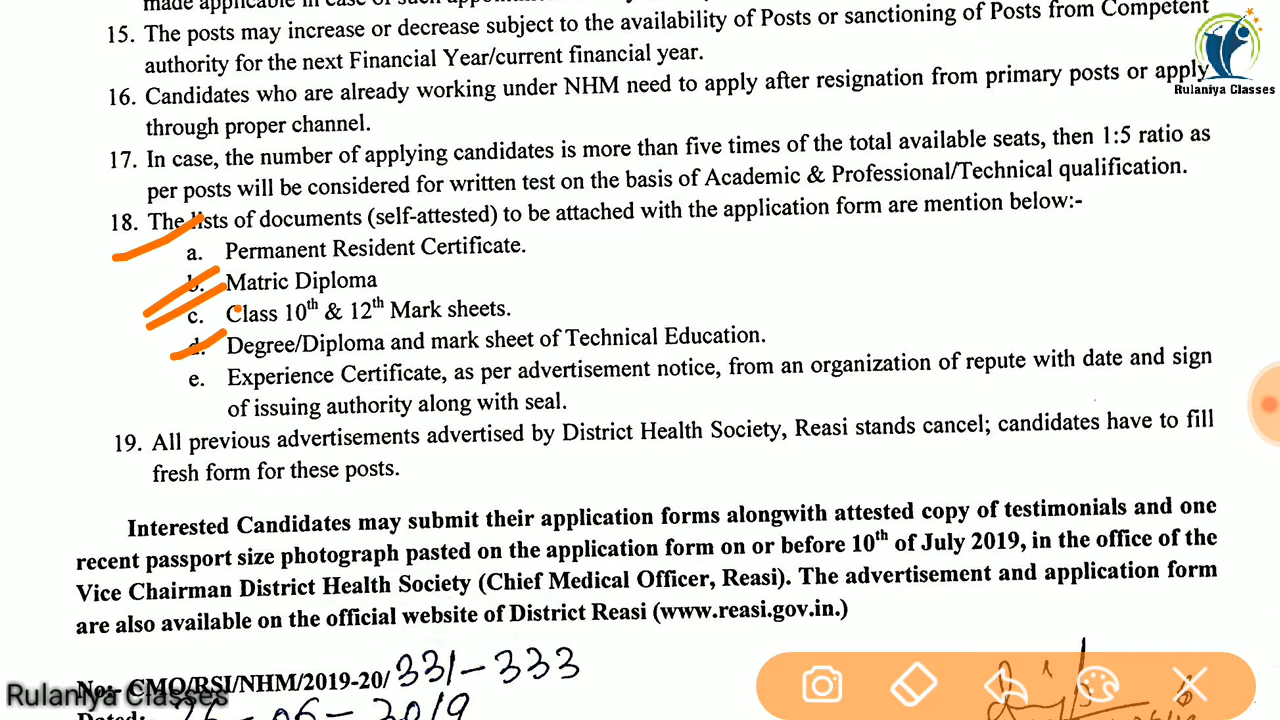 15. The posts may increase or decrease subject to the availability of Posts or sanctioning of Posts from Competent
authority for the next Financial Year/current financial year.
16. Candidates who are already working under NHM need to apply after resignation from primary posts or apply
through proper channel.
17. In case, the number of applying candidates is more than five times of the total available seats, then 1:5 ratio as
per posts will be considered for written test on the basis of Academic & Professional/Technical qualification.
18. The lists of documents (self-attested) to be attached with the application form are mention below:-
a. Permanent Resident Certificate.
b. Matric Diploma
c. Class 10th & 12th Mark sheets.
d. Degree/Diploma and mark sheet of Technical Education.
e. Experience Certificate, as per advertisement notice, from an organization of repute with date and sign
of issuing authority along with seal.
19. All previous advertisements advertised by District Health Society, Reasi stands cancel; candidates have to fill
fresh form for these posts.
Interested Candidates may submit their application forms alongwith attested copy of testimonials and one
recent passport size photograph pasted on the application form on or before 10th of July 2019, in the office of the
Vice Chairman District Health Society (Chief Medical Officer, Reasi). The advertisement and application form
are also available on the official website of District Reasi (www.reasi.gov.in.)
No:- CMO/RSI/NHM/2019-20/ 331-333
Dated:- 26-06-2019
Rulaniya Classes
Rulaniya Classes